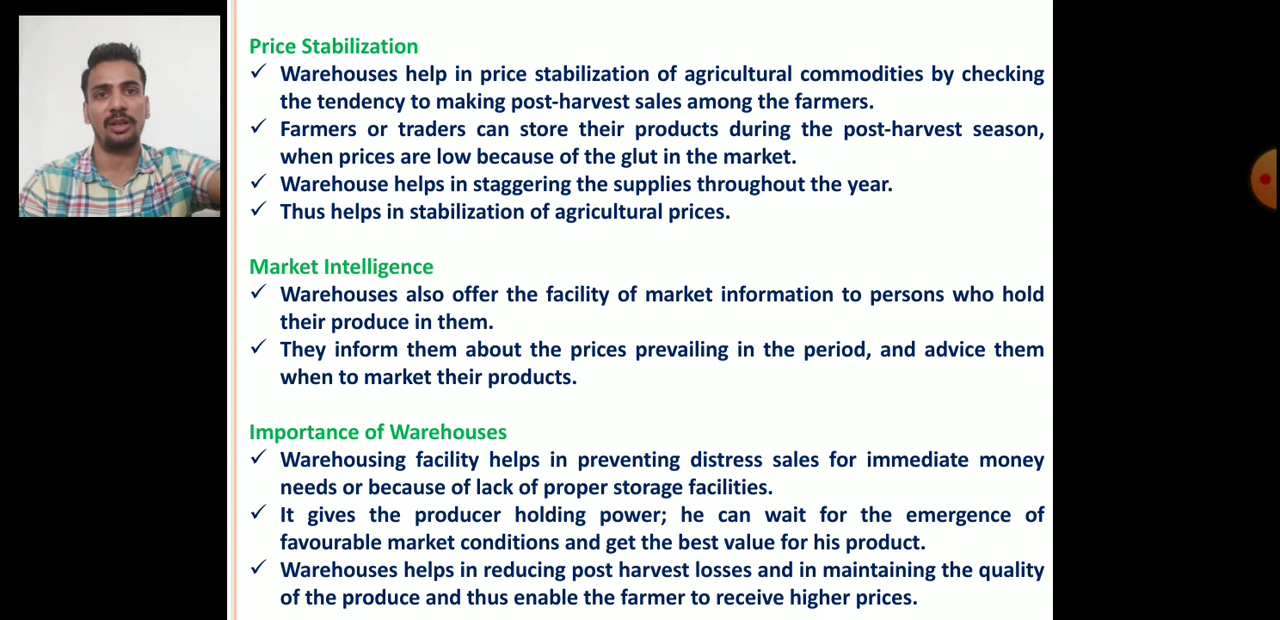 Price Stabilization
✓ Warehouses help in price stabilization of agricultural commodities by checking
the tendency to making post-harvest sales among the farmers.
✓ Farmers or traders can store their products during the post-harvest season,
when prices are low because of the glut in the market.
✓ Warehouse helps in staggering the supplies throughout the year.
✓ Thus helps in stabilization of agricultural prices.
Market Intelligence
✓ Warehouses also offer the facility of market information to persons who hold
their produce in them.
✓ They inform them about the prices prevailing in the period, and advice them
when to market their products.
Importance of Warehouses
✓ Warehousing facility helps in preventing distress sales for immediate money
needs or because of lack of proper storage facilities.
✓ It gives the producer holding power; he can wait for the emergence of
favourable market conditions and get the best value for his product.
✓ Warehouses helps in reducing post harvest losses and in maintaining the quality
of the produce and thus enable the farmer to receive higher prices.